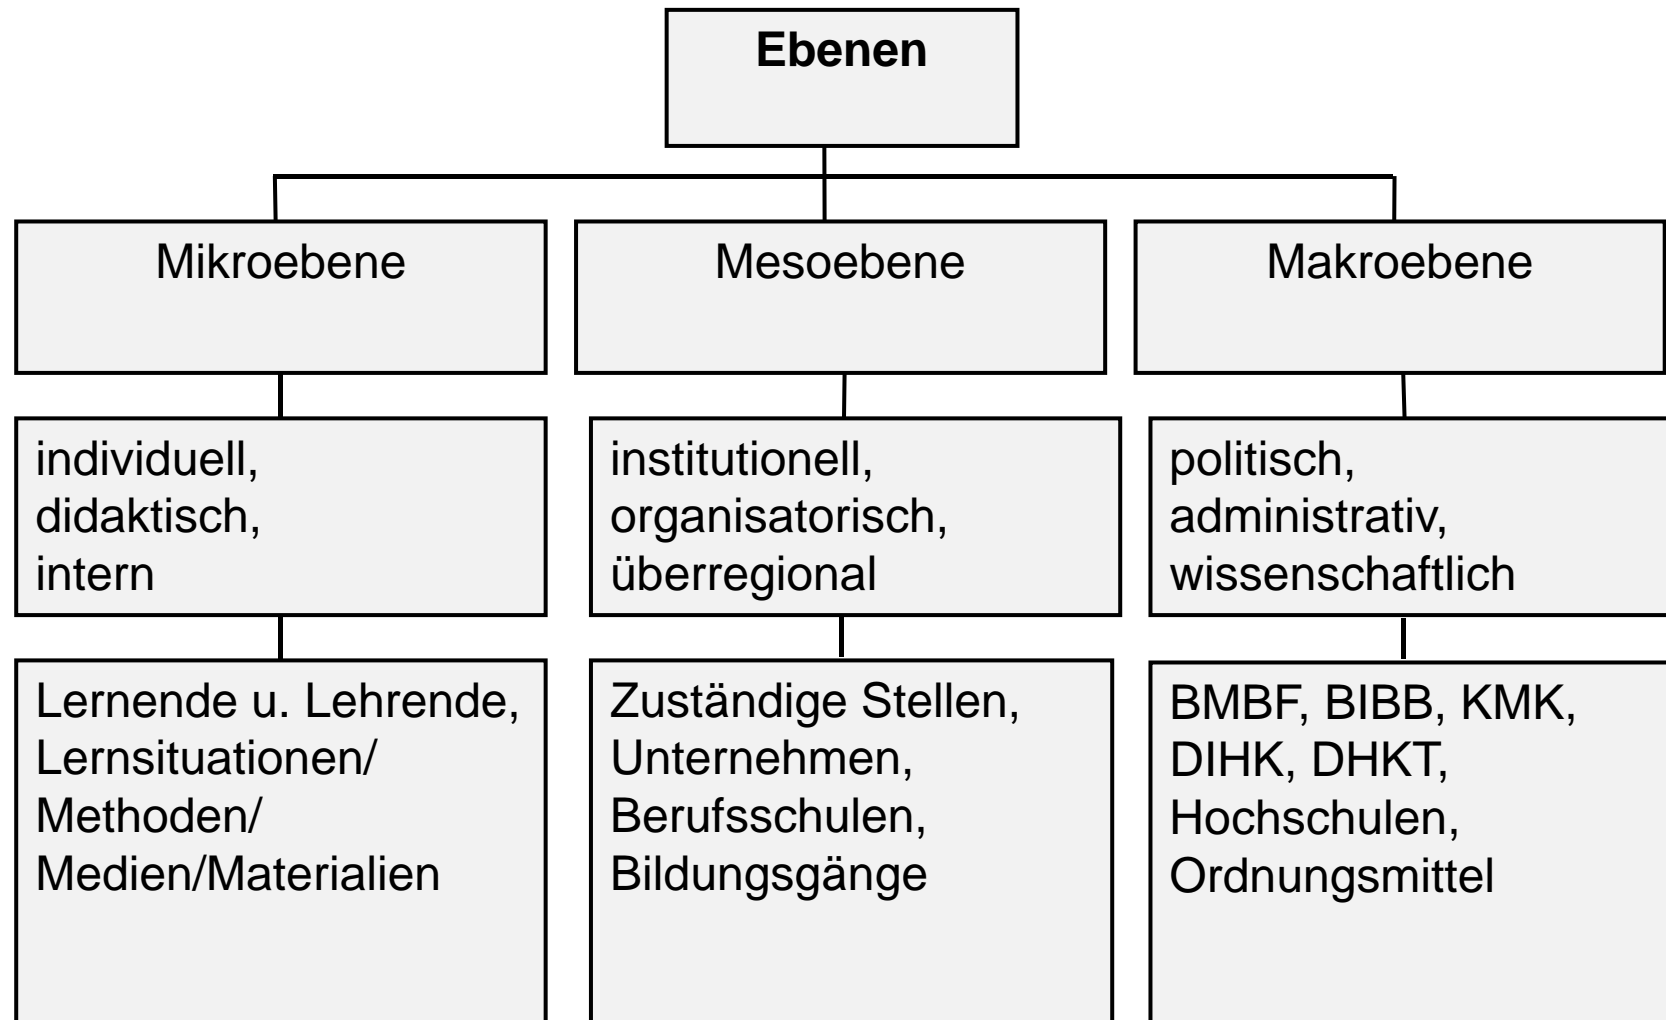 Ebenen
Mikroebene
Mesoebene
Makroebene
individuell,
didaktisch,
intern
institutionell,
organisatorisch,
überregional
politisch,
administrativ,
wissenschaftlich
Lernende u. Lehrende,
Lernsituationen/
Methoden/
Medien/Materialien
Zuständige Stellen,
Unternehmen,
Berufsschulen,
Bildungsgänge
BMBF, BIBB, KMK,
DIHK, DHKT,
Hochschulen,
Ordnungsmittel